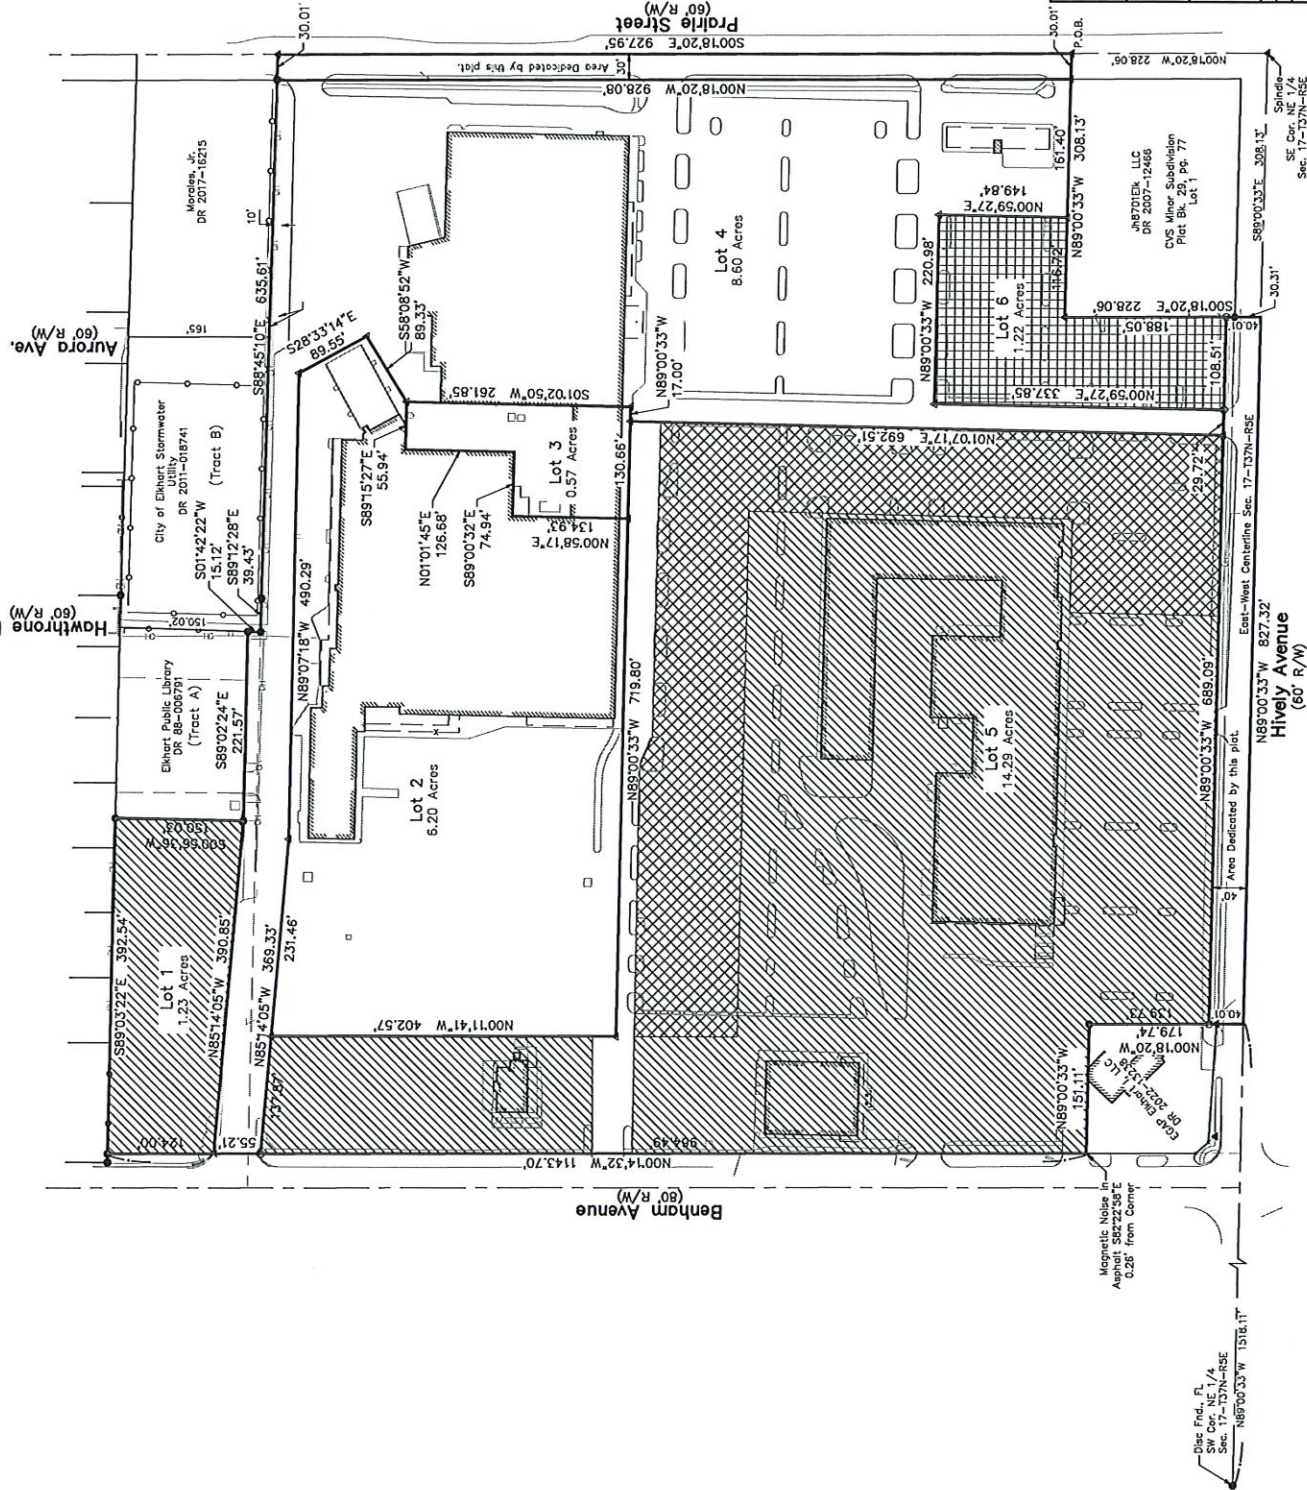 Prairie Street
(60' R/W)
S00°18'20"E 927.95'
30.01'
30.01'
P.O.B.
Area Dedicated by this plat.
30'
N00°18'20"W
928.08'
N00°18'20"W 228.06'
Spindle
SE Cor. NE 1/4
Sec. 17-T37N-R5E
Morales, Jr.
DR 2017-16215
10'
S88°45'10"E 635.61'
165'
Aurora Ave.
(60' R/W)
City of Elkhart Stormwater
Utility
DR 2011-018741
(Tract B)
S01°42'22"W
15.12'
S89°12'28"E
39.43'
150.02'
Hawthrone
(60' R/W)
Elkhart Public Library
DR 88-006791
(Tract A)
S89°02'24"E
221.57'
S00°56'36"W
150.03'
S89°03'22"E 392.54'
Lot 1
1.23 Acres
N85°14'05"W 390.85'
124.00'
55.21'
N85°14'05"W 369.33'
231.46'
137.87'
N89°07'18"W 490.29'
S28°33'14"E
89.55'
S58°08'52"W
89.33'
S01°02'50"W
261.85'
S89°15'27"E
55.94'
N01°01'45"E
126.68'
S89°00'32"E
74.94'
N00°58'17"E
134.93'
Lot 3
0.57 Acres
130.66'
N89°00'33"W
17.00'
Lot 2
6.20 Acres
N00°11'41"W 402.57'
N89°00'33"W 719.80'
Lot 4
8.60 Acres
161.40'
N89°00'33"W 308.13'
N00°59'27"E
149.84'
N89°00'33"W 220.98'
116.72'
Lot 6
1.22 Acres
N00°59'27"E
337.85'
S00°18'20"E 228.06'
188.05'
40.01'
108.51'
JhB701Elk LLC
DR 2007-12466
CVS Minor Subdivision
Plat Bk. 29, pg. 77
Lot 1
S89°00'33"E 308.13'
30.31'
N01°07'17"E 692.51'
29.72'
Lot 5
14.29 Acres
N89°00'33"W 689.09'
East-West Centerline Sec. 17-T37N-R5E
Area Dedicated by this plat.
40'
N89°00'33"W 827.32'
Hively Avenue
(60' R/W)
N89°00'33"W
151.11'
N00°18'20"W
179.74'
139.73'
40.01'
EGAP Elkhart I, LLC
DR 2022-13238
984.49
N00°14'32"W 1143.70'
Benham Avenue
(80' R/W)
Magnetic Noise in
Asphalt S82°22'58"E
0.26' from Corner
Disc Fnd., FL
SW Cor. NE 1/4
Sec. 17-T37N-R5E
N89°00'33"W 1518.11'